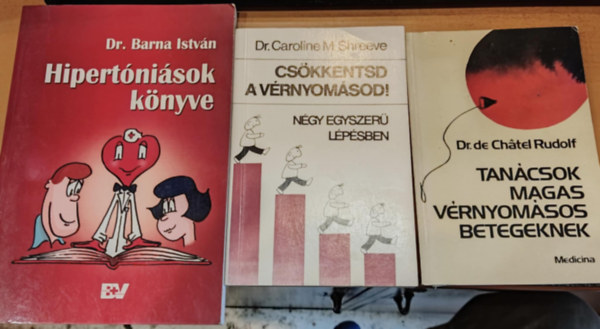 Dr. Barna István
Hipertóniások
könyve
BV
Dr. Caroline M. Shreeve
CSÖKKENTSD
A VÉRNYOMÁSOD!
NÉGY EGYSZERŰ
LÉPÉSBEN
Dr. de Châtel Rudolf
TANÁCSOK
MAGAS
VÉRNYOMÁSOS
BETEGEKNEK
Medicina